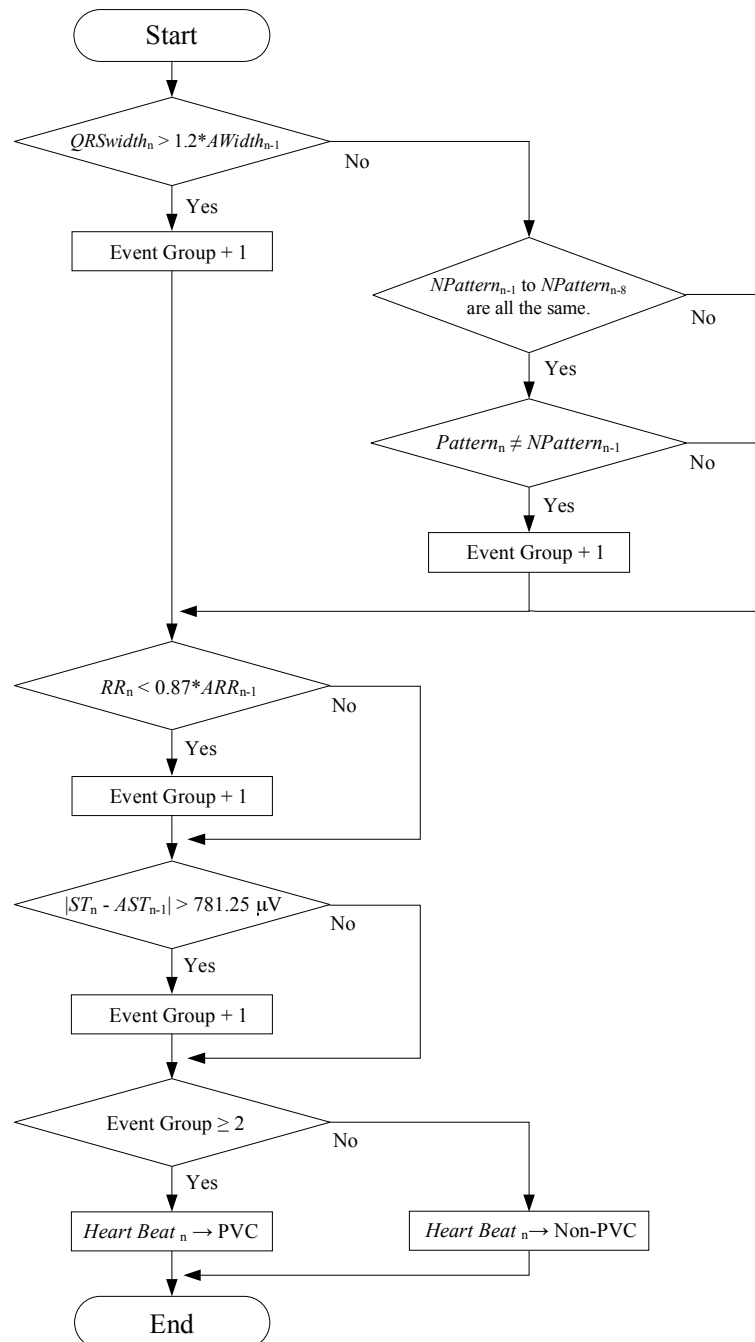 Start
QRSwidthₙ > 1.2*AWidthₙ₋₁
No
Yes
Event Group + 1
NPatternₙ₋₁ to NPatternₙ₋₈
are all the same.
No
Yes
Patternₙ ≠ NPatternₙ₋₁
No
Yes
Event Group + 1
RRₙ < 0.87*ARRₙ₋₁
No
Yes
Event Group + 1
|STₙ - ASTₙ₋₁| > 781.25 μV
No
Yes
Event Group + 1
Event Group ≥ 2
No
Yes
Heart Beat ₙ → PVC
Heart Beat ₙ → Non-PVC
End